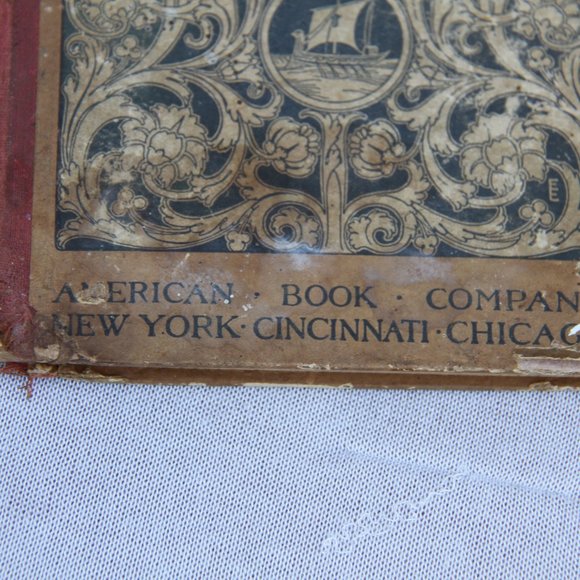 E
AMERICAN · BOOK · COMPAN
NEW YORK · CINCINNATI · CHICAG